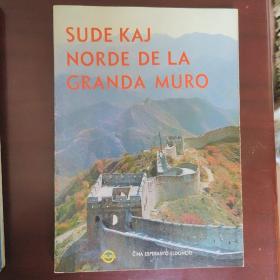 SUDE KAJ
NORDE DE LA
GRANDA MURO
ĈINA ESPERANTO-ELDONEJO